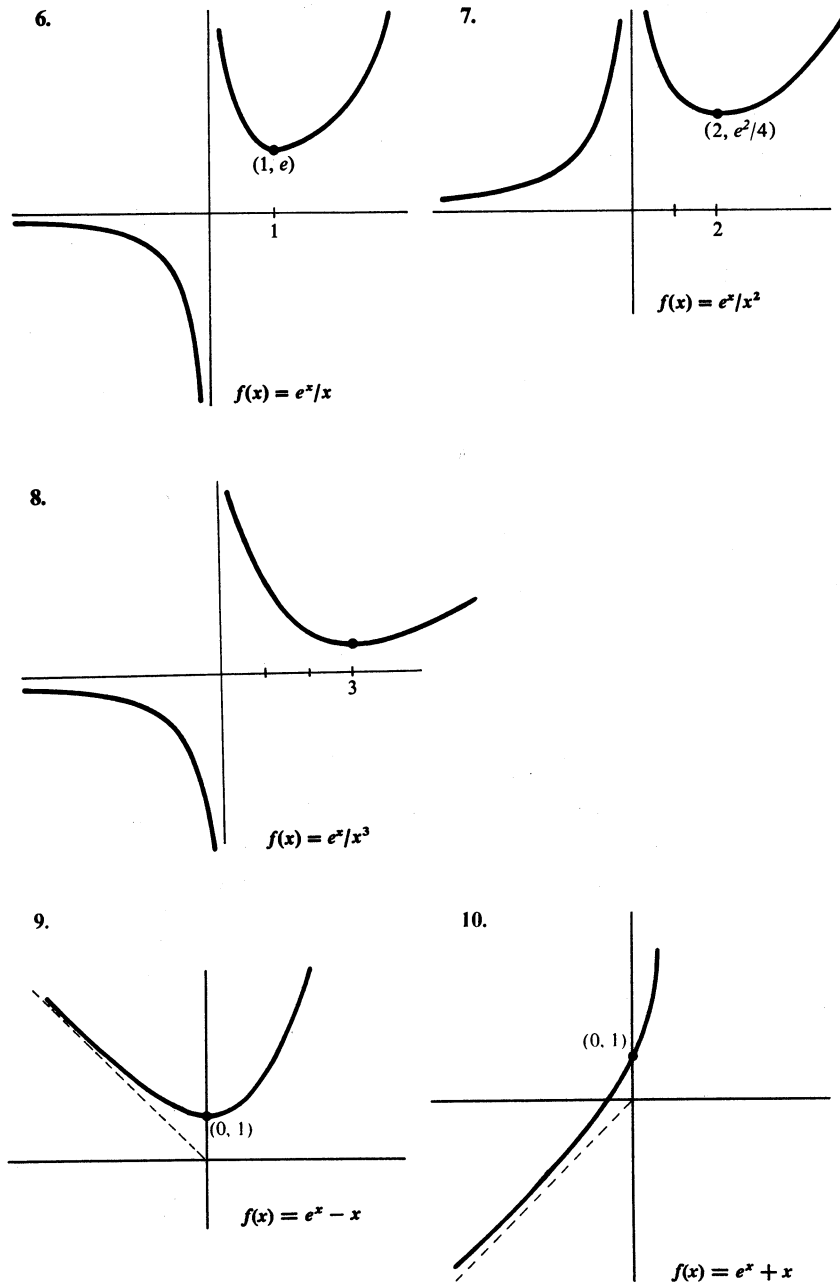 6.
(1, e)
1
f(x) = eˣ/x
7.
(2, e²/4)
2
f(x) = eˣ/x²
8.
3
f(x) = eˣ/x³
9.
(0, 1)
f(x) = eˣ − x
10.
(0, 1)
f(x) = eˣ + x